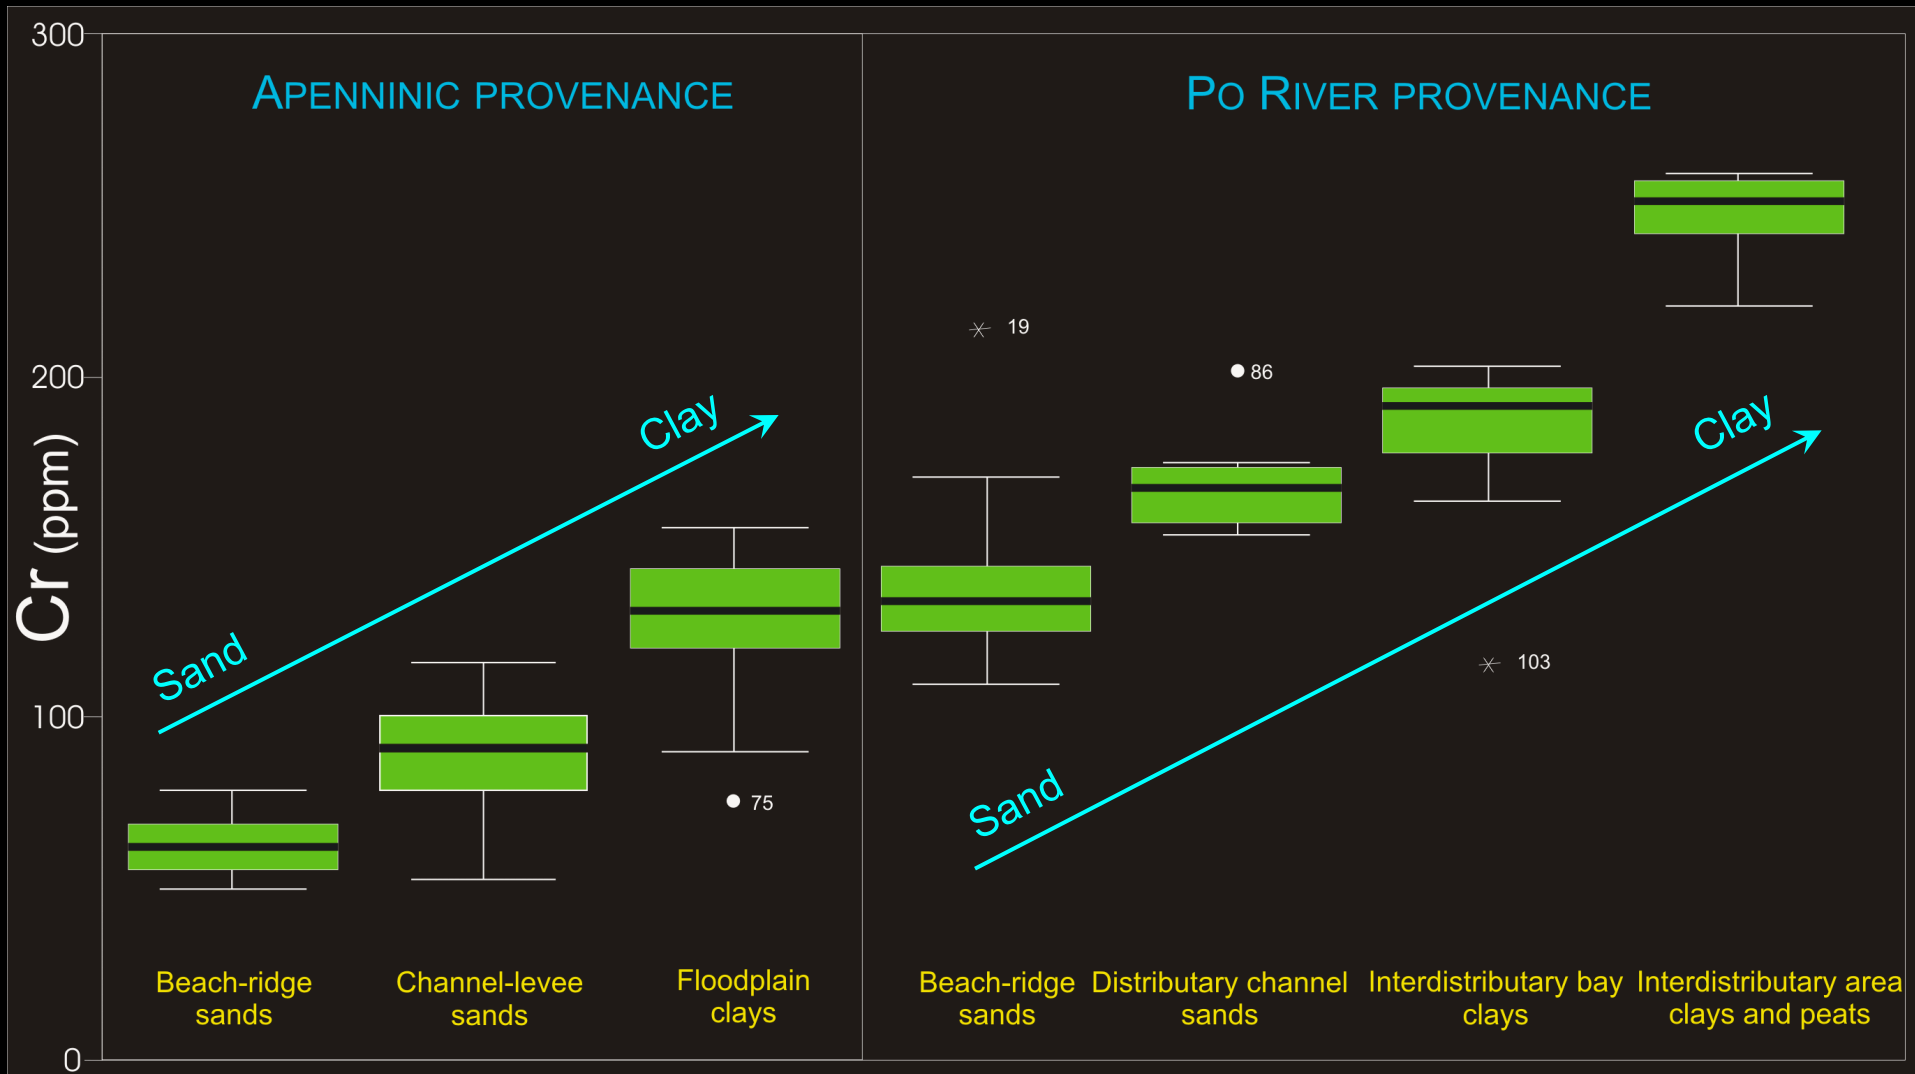 300
200
100
0
Cr (ppm)
APENNINIC PROVENANCE
Sand
Clay
75
Beach-ridge
sands
Channel-levee
sands
Floodplain
clays
PO RIVER PROVENANCE
19
86
103
Sand
Clay
Beach-ridge
sands
Distributary channel
sands
Interdistributary bay
clays
Interdistributary area
clays and peats